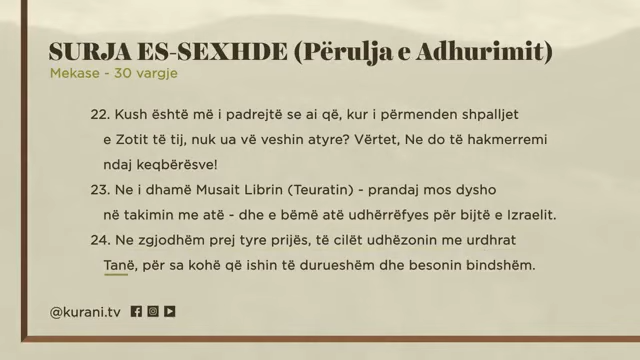 SURJA ES-SEXHDE (Përulja e Adhurimit)
Mekase - 30 vargje
22. Kush është më i padrejtë se ai që, kur i përmenden shpalljet
e Zotit të tij, nuk ua vë veshin atyre? Vërtet, Ne do të hakmerremi
ndaj keqbërësve!
23. Ne i dhamë Musait Librin (Teuratin) - prandaj mos dysho
në takimin me atë - dhe e bëmë atë udhërrëfyes për bijtë e Izraelit.
24. Ne zgjodhëm prej tyre prijës, të cilët udhëzonin me urdhrat
Tanë, për sa kohë që ishin të durueshëm dhe besonin bindshëm.
@kurani.tv